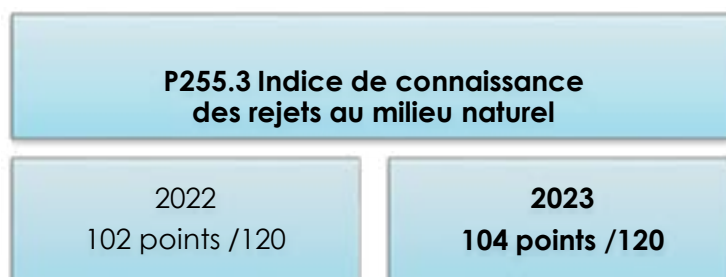 P255.3 Indice de connaissance
des rejets au milieu naturel
2022
102 points /120
2023
104 points /120